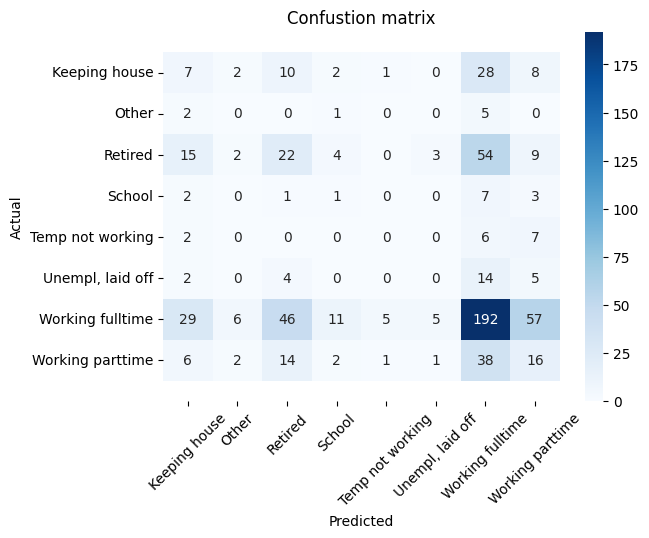 Confustion matrix
Actual
Keeping house 7 2 10 2 1 0 28 8
Other 2 0 0 1 0 0 5 0
Retired 15 2 22 4 0 3 54 9
School 2 0 1 1 0 0 7 3
Temp not working 2 0 0 0 0 0 6 7
Unempl, laid off 2 0 4 0 0 0 14 5
Working fulltime 29 6 46 11 5 5 192 57
Working parttime 6 2 14 2 1 1 38 16
Keeping house
Other
Retired
School
Temp not working
Unempl, laid off
Working fulltime
Working parttime
Predicted
175
150
125
100
75
50
25
0